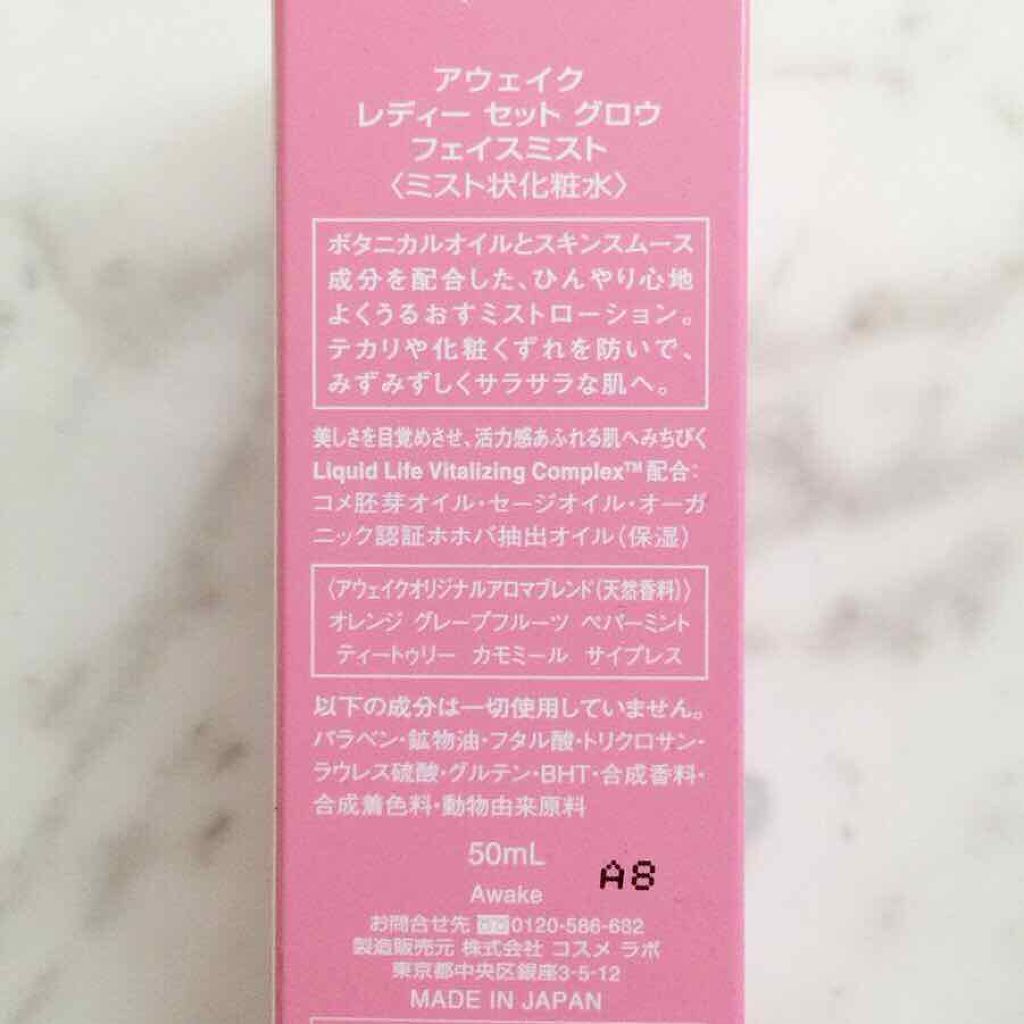 アウェイク
レディー セット グロウ
フェイスミスト
〈ミスト状化粧水〉
ボタニカルオイルとスキンスムース
成分を配合した、ひんやり心地
よくうるおすミストローション。
テカリや化粧くずれを防いで、
みずみずしくサラサラな肌へ。
美しさを目覚めさせ、活力感あふれる肌へみちびく
Liquid Life Vitalizing Complex™配合：
コメ胚芽オイル・セージオイル・オーガ
ニック認証ホホバ抽出オイル（保湿）
〈アウェイクオリジナルアロマブレンド（天然香料）〉
オレンジ グレープフルーツ ペパーミント
ティートゥリー カモミール サイプレス
以下の成分は一切使用していません。
パラベン・鉱物油・フタル酸・トリクロサン・
ラウレス硫酸・グルテン・BHT・合成香料・
合成着色料・動物由来原料
50mL
A8
Awake
お問合せ先 0120-586-682
製造販売元 株式会社 コスメ ラボ
東京都中央区銀座3-5-12
MADE IN JAPAN